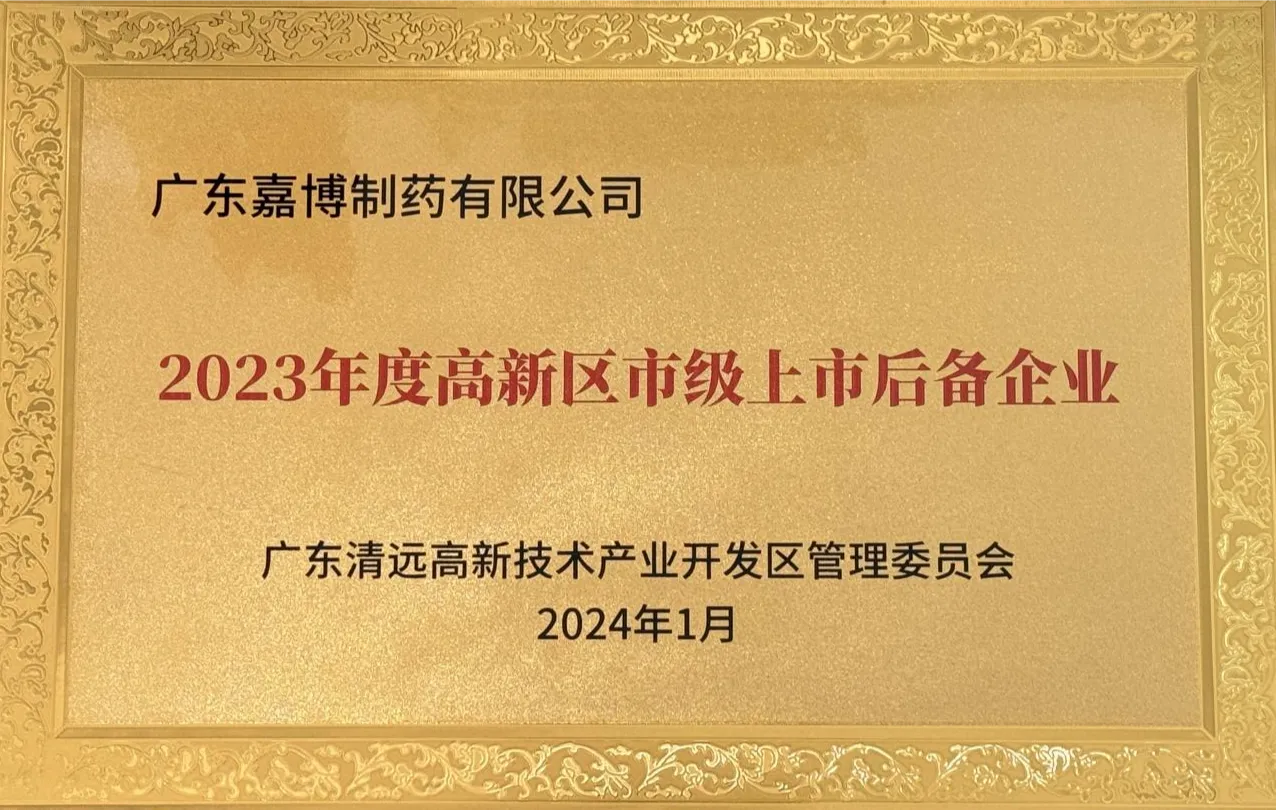 广东嘉博制药有限公司
2023年度高新区市级上市后备企业
广东清远高新技术产业开发区管理委员会
2024年1月